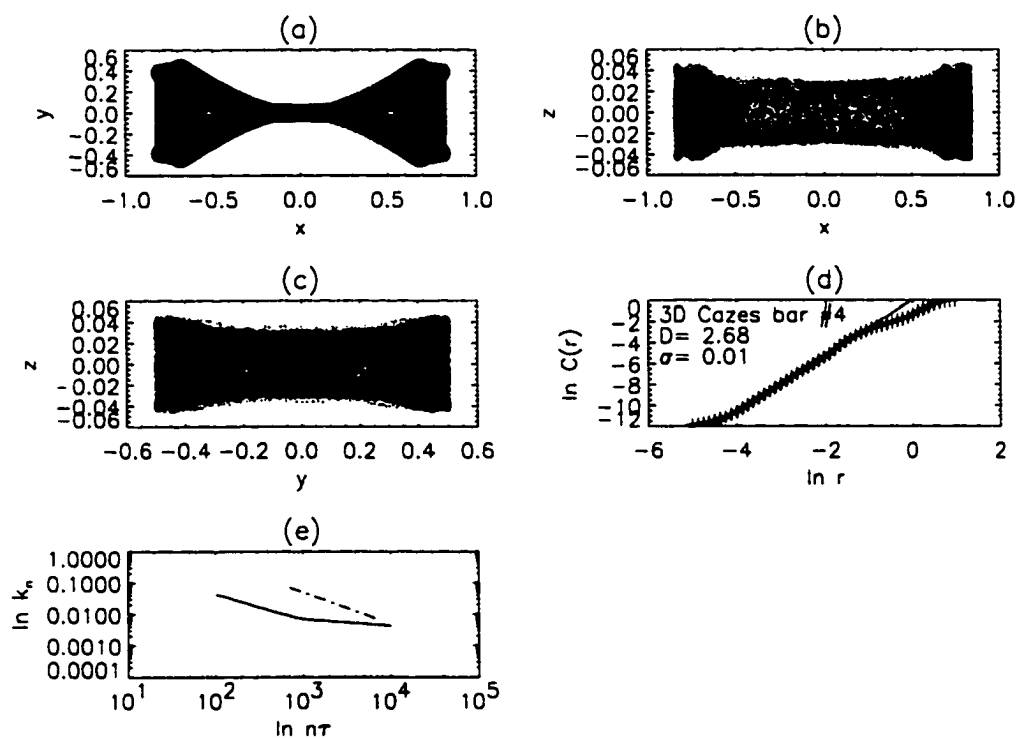 (a)
0.6
0.4
0.2
0.0
−0.2
−0.4
−0.6
y
−1.0 −0.5 0.0 0.5 1.0
x
(b)
0.06
0.04
0.02
0.00
−0.02
−0.04
−0.06
z
−1.0 −0.5 0.0 0.5 1.0
x
(c)
0.06
0.04
0.02
0.00
−0.02
−0.04
−0.06
z
−0.6 −0.4 −0.2 0.0 0.2 0.4 0.6
y
(d)
0
−2
−4
−6
−8
−10
−12
ln C(r)
3D Cazes bar #4
D= 2.68
σ= 0.01
−6 −4 −2 0 2
ln r
(e)
1.0000
0.1000
0.0100
0.0010
0.0001
ln kₙ
10¹ 10² 10³ 10⁴ 10⁵
ln nτ